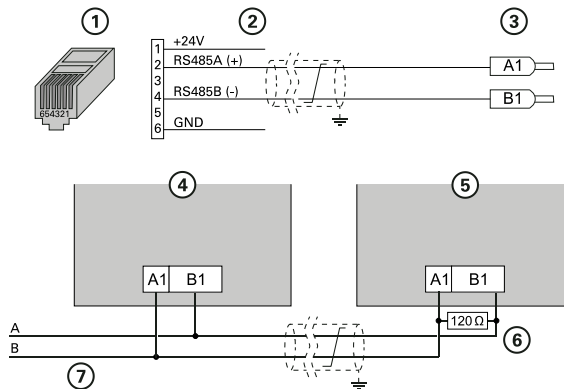 1
2
3
654321
1 +24V
2 RS485A (+)
3
4 RS485B (-)
5
6 GND
A1
B1
4
5
A1 B1
A1 B1
120 Ω
6
A
B
7